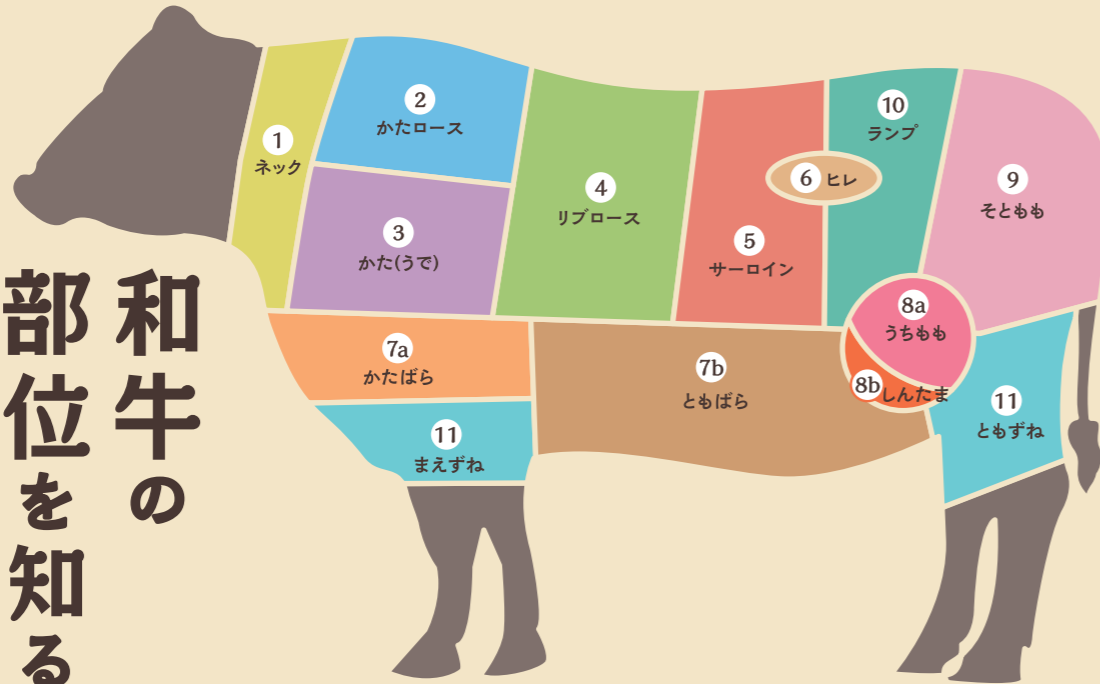 和牛の
部位を知る
1
ネック
2
かたロース
3
かた(うで)
4
リブロース
5
サーロイン
6 ヒレ
7a
かたばら
7b
ともばら
8a
うちもも
8b しんたま
9
そともも
10
ランプ
11
まえずね
11
ともずね